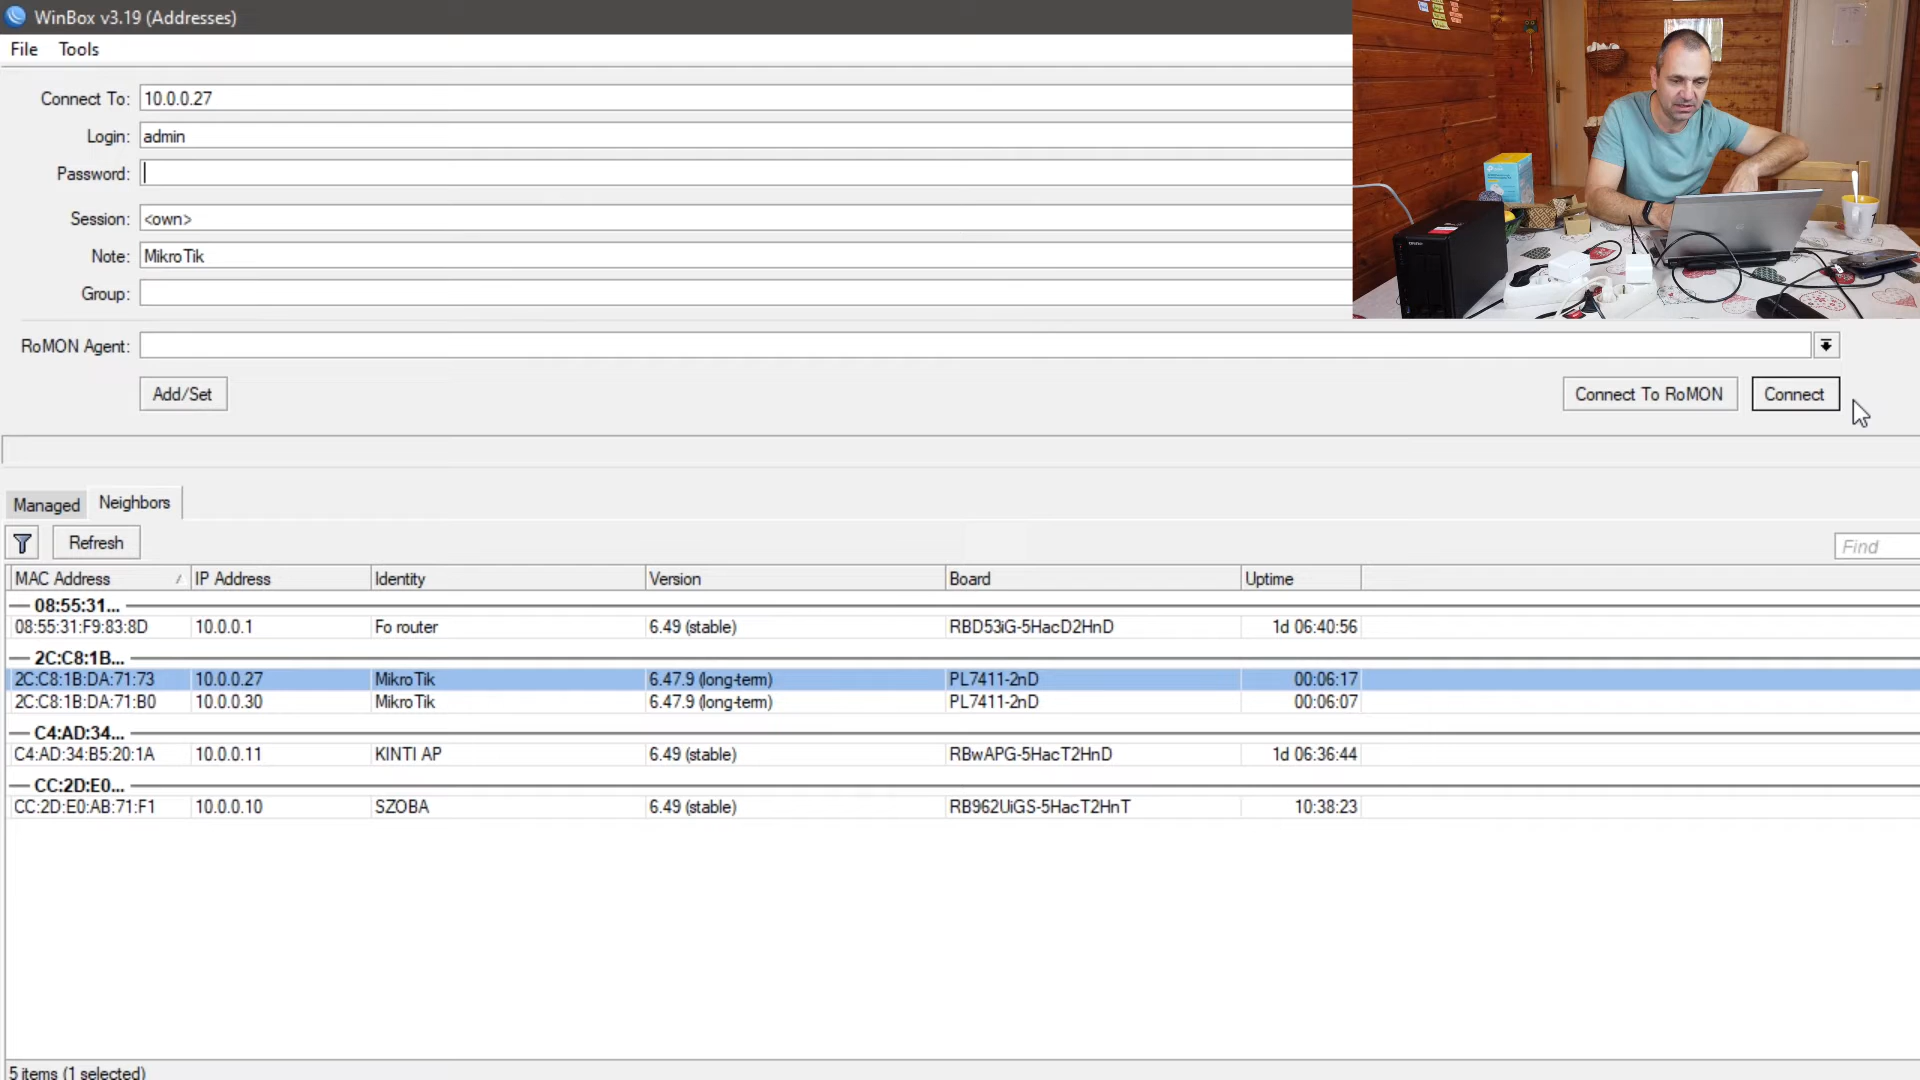 WinBox v3.19 (Addresses)
File Tools
Connect To: 10.0.0.27
Login: admin
Password:
Session: <own>
Note: MikroTik
Group:
RoMON Agent:
Add/Set Connect To RoMON Connect
Managed Neighbors
Refresh Find
MAC Address IP Address Identity Version Board Uptime
08:55:31...
08:55:31:F9:83:8D 10.0.0.1 Fo router 6.49 (stable) RBD53iG-5HacD2HnD 1d 06:40:56
2C:C8:1B...
2C:C8:1B:DA:71:73 10.0.0.27 MikroTik 6.47.9 (long-term) PL7411-2nD 00:06:17
2C:C8:1B:DA:71:B0 10.0.0.30 MikroTik 6.47.9 (long-term) PL7411-2nD 00:06:07
C4:AD:34...
C4:AD:34:B5:20:1A 10.0.0.11 KINTI AP 6.49 (stable) RBwAPG-5HacT2HnD 1d 06:36:44
CC:2D:E0...
CC:2D:E0:AB:71:F1 10.0.0.10 SZOBA 6.49 (stable) RB962UiGS-5HacT2HnT 10:38:23
5 items (1 selected)